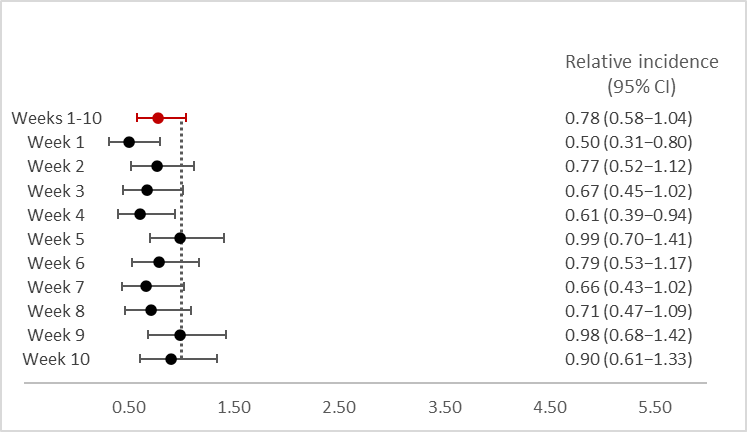 Relative incidence
(95% CI)
Weeks 1-10 0.78 (0.58−1.04)
Week 1 0.50 (0.31−0.80)
Week 2 0.77 (0.52−1.12)
Week 3 0.67 (0.45−1.02)
Week 4 0.61 (0.39−0.94)
Week 5 0.99 (0.70−1.41)
Week 6 0.79 (0.53−1.17)
Week 7 0.66 (0.43−1.02)
Week 8 0.71 (0.47−1.09)
Week 9 0.98 (0.68−1.42)
Week 10 0.90 (0.61−1.33)
0.50 1.50 2.50 3.50 4.50 5.50